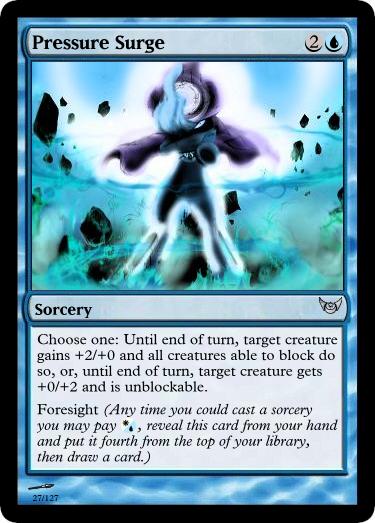 Pressure Surge 2
Sorcery
Choose one: Until end of turn, target creature
gains +2/+0 and all creatures able to block do
so, or, until end of turn, target creature gets
+0/+2 and is unblockable.
Foresight (Any time you could cast a sorcery
you may pay , reveal this card from your hand
and put it fourth from the top of your library,
then draw a card.)
27/127